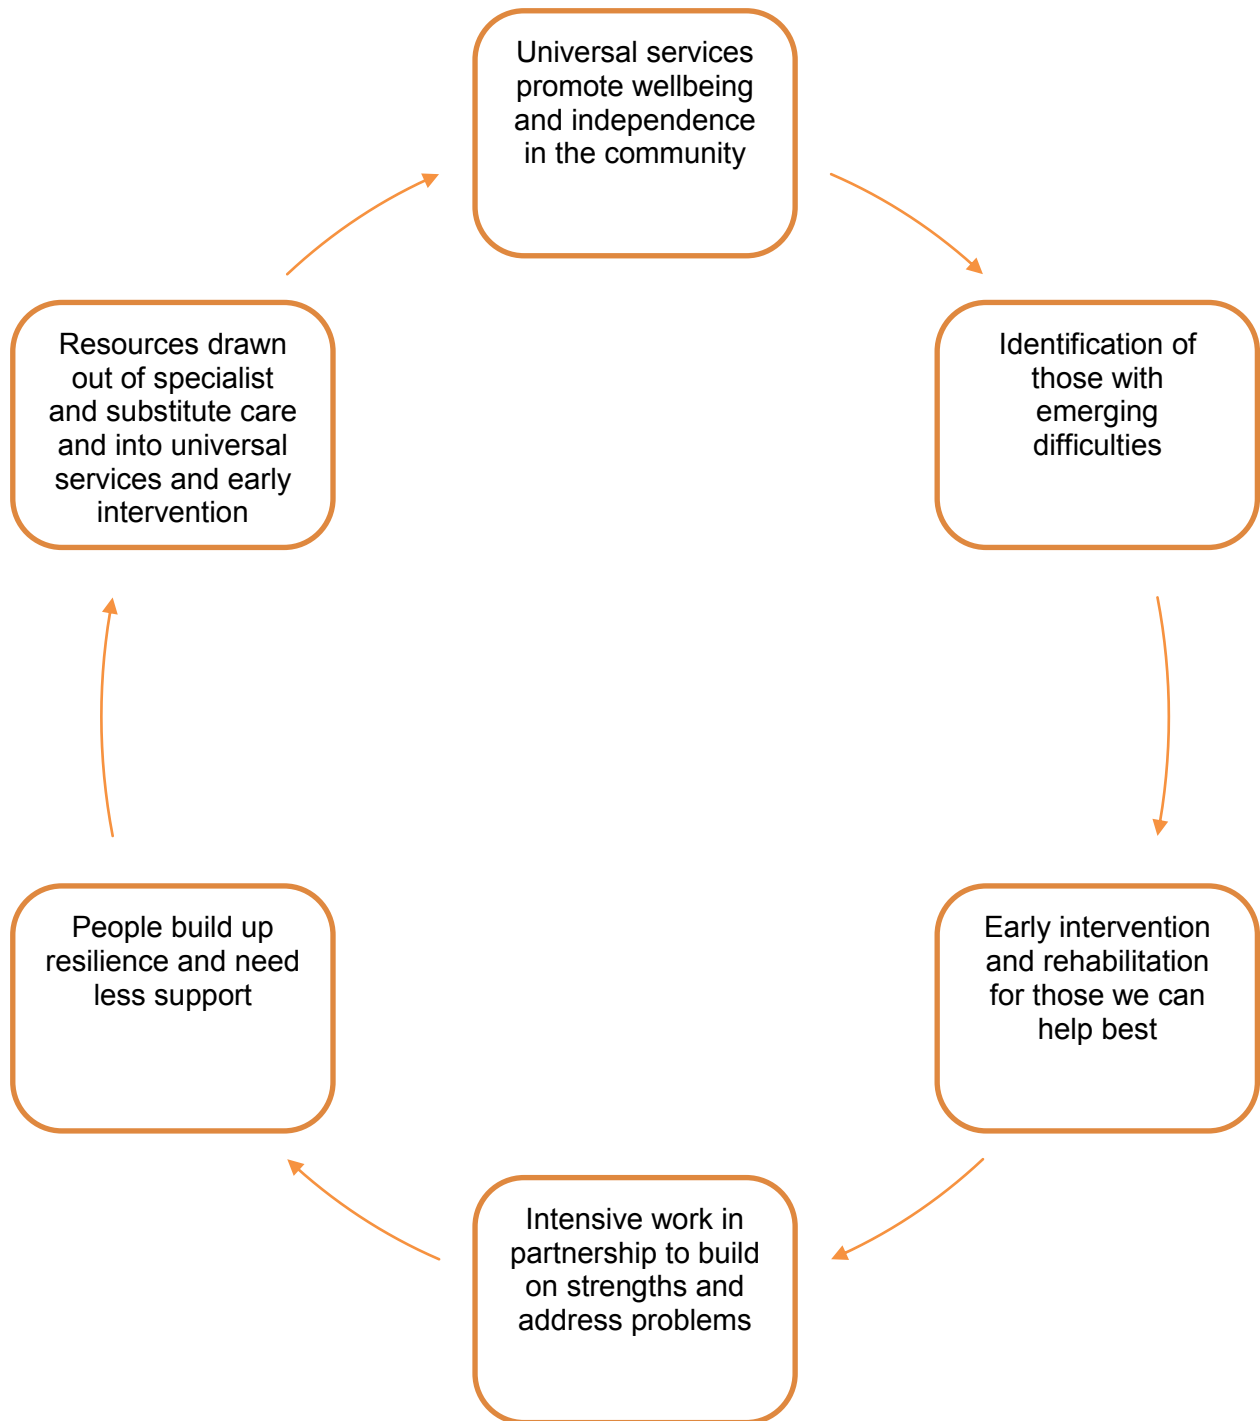 Universal services
promote wellbeing
and independence
in the community
Identification of
those with
emerging
difficulties
Early intervention
and rehabilitation
for those we can
help best
Intensive work in
partnership to build
on strengths and
address problems
People build up
resilience and need
less support
Resources drawn
out of specialist
and substitute care
and into universal
services and early
intervention